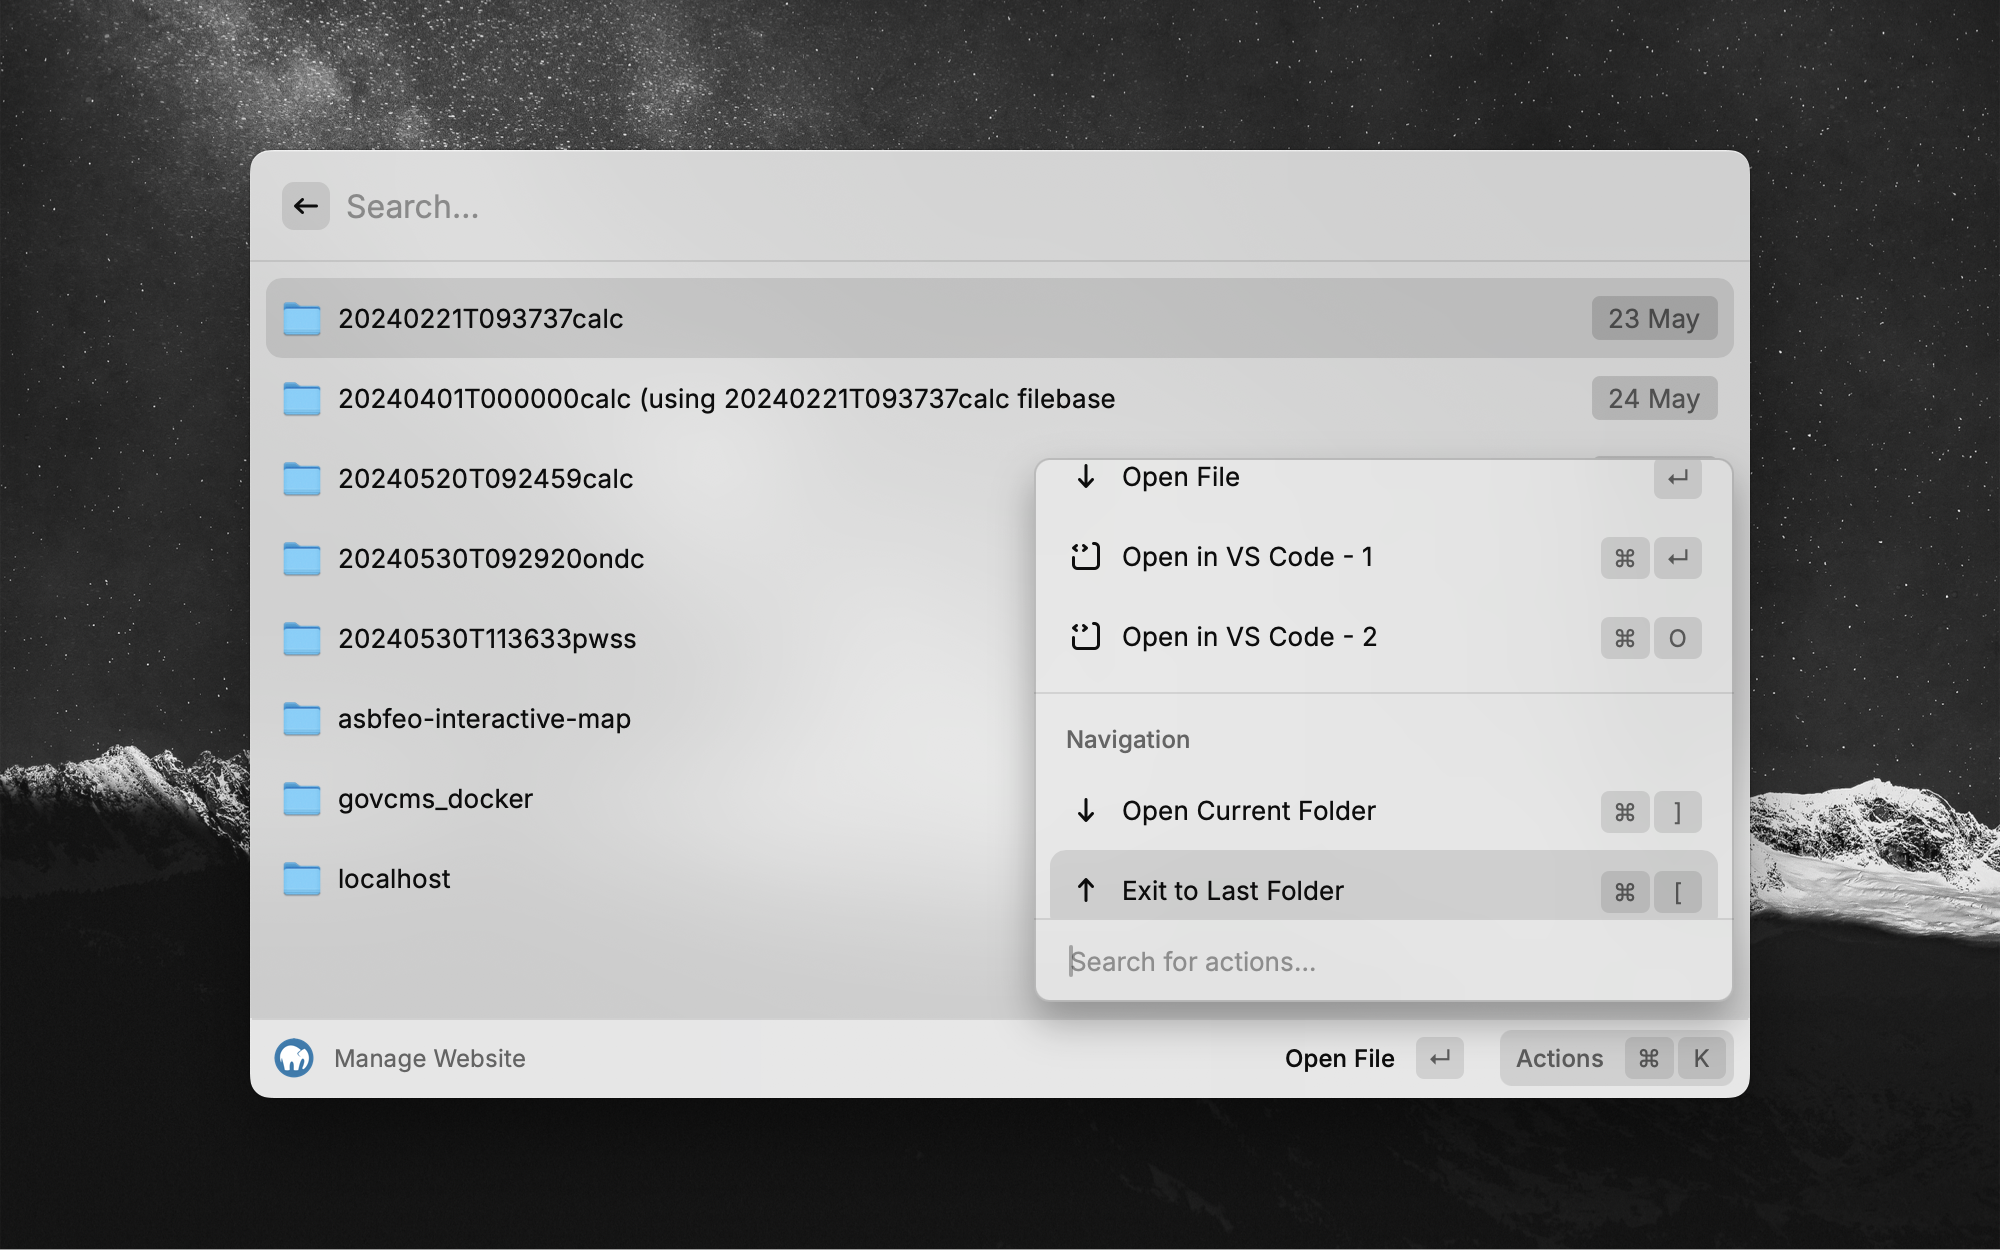 Search...
20240221T093737calc 23 May
20240401T000000calc (using 20240221T093737calc filebase 24 May
20240520T092459calc
20240530T092920ondc
20240530T113633pwss
asbfeo-interactive-map
govcms_docker
localhost
Open File ↵
Open in VS Code - 1 ⌘ ↵
Open in VS Code - 2 ⌘ O
Navigation
Open Current Folder ⌘ ]
Exit to Last Folder ⌘ [
Search for actions...
Manage Website Open File ↵ Actions ⌘ K